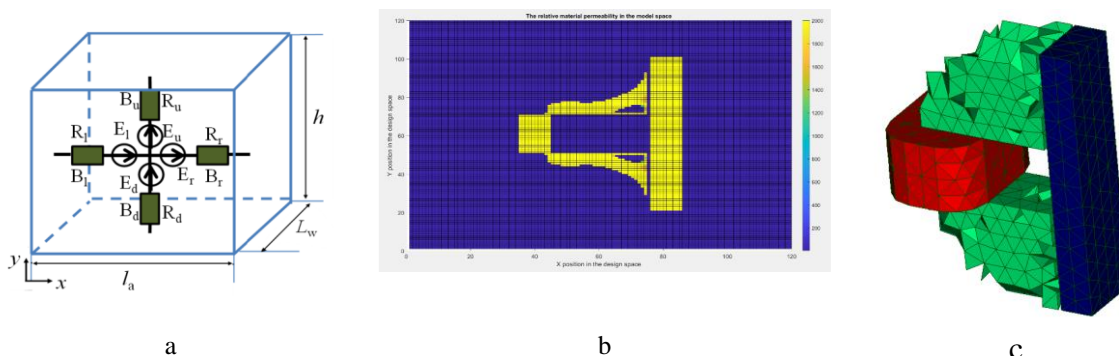 B_u R_u
E_l E_u
R_l R_r
B_l E_d E_r B_r
B_d R_d
h
L_w
y
x
l_a
The relative material permeability in the model space
Y position in the design space
120
100
80
60
40
20
0
0 20 40 60 80 100 120
X position in the design space
2000
1800
1600
1400
1200
1000
800
600
400
200
a b c